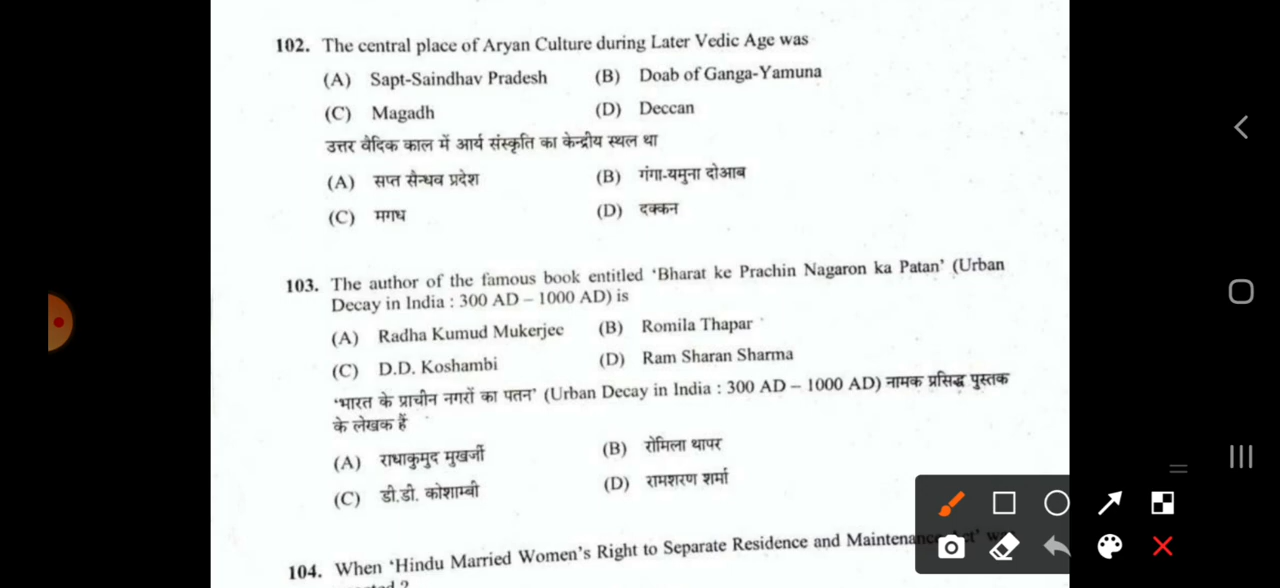 102. The central place of Aryan Culture during Later Vedic Age was
(A) Sapt-Saindhav Pradesh (B) Doab of Ganga-Yamuna
(C) Magadh (D) Deccan
उत्तर वैदिक काल में आर्य संस्कृति का केन्द्रीय स्थल था
(A) सप्त सैन्धव प्रदेश (B) गंगा-यमुना दोआब
(C) मगध (D) दक्कन
103. The author of the famous book entitled ‘Bharat ke Prachin Nagaron ka Patan’ (Urban
Decay in India : 300 AD – 1000 AD) is
(A) Radha Kumud Mukerjee (B) Romila Thapar
(C) D.D. Koshambi (D) Ram Sharan Sharma
‘भारत के प्राचीन नगरों का पतन’ (Urban Decay in India : 300 AD – 1000 AD) नामक प्रसिद्ध पुस्तक
के लेखक हैं
(A) राधाकुमुद मुखर्जी (B) रोमिला थापर
(C) डी.डी. कोशाम्बी (D) रामशरण शर्मा
104. When ‘Hindu Married Women’s Right to Separate Residence and Maintenance Act’